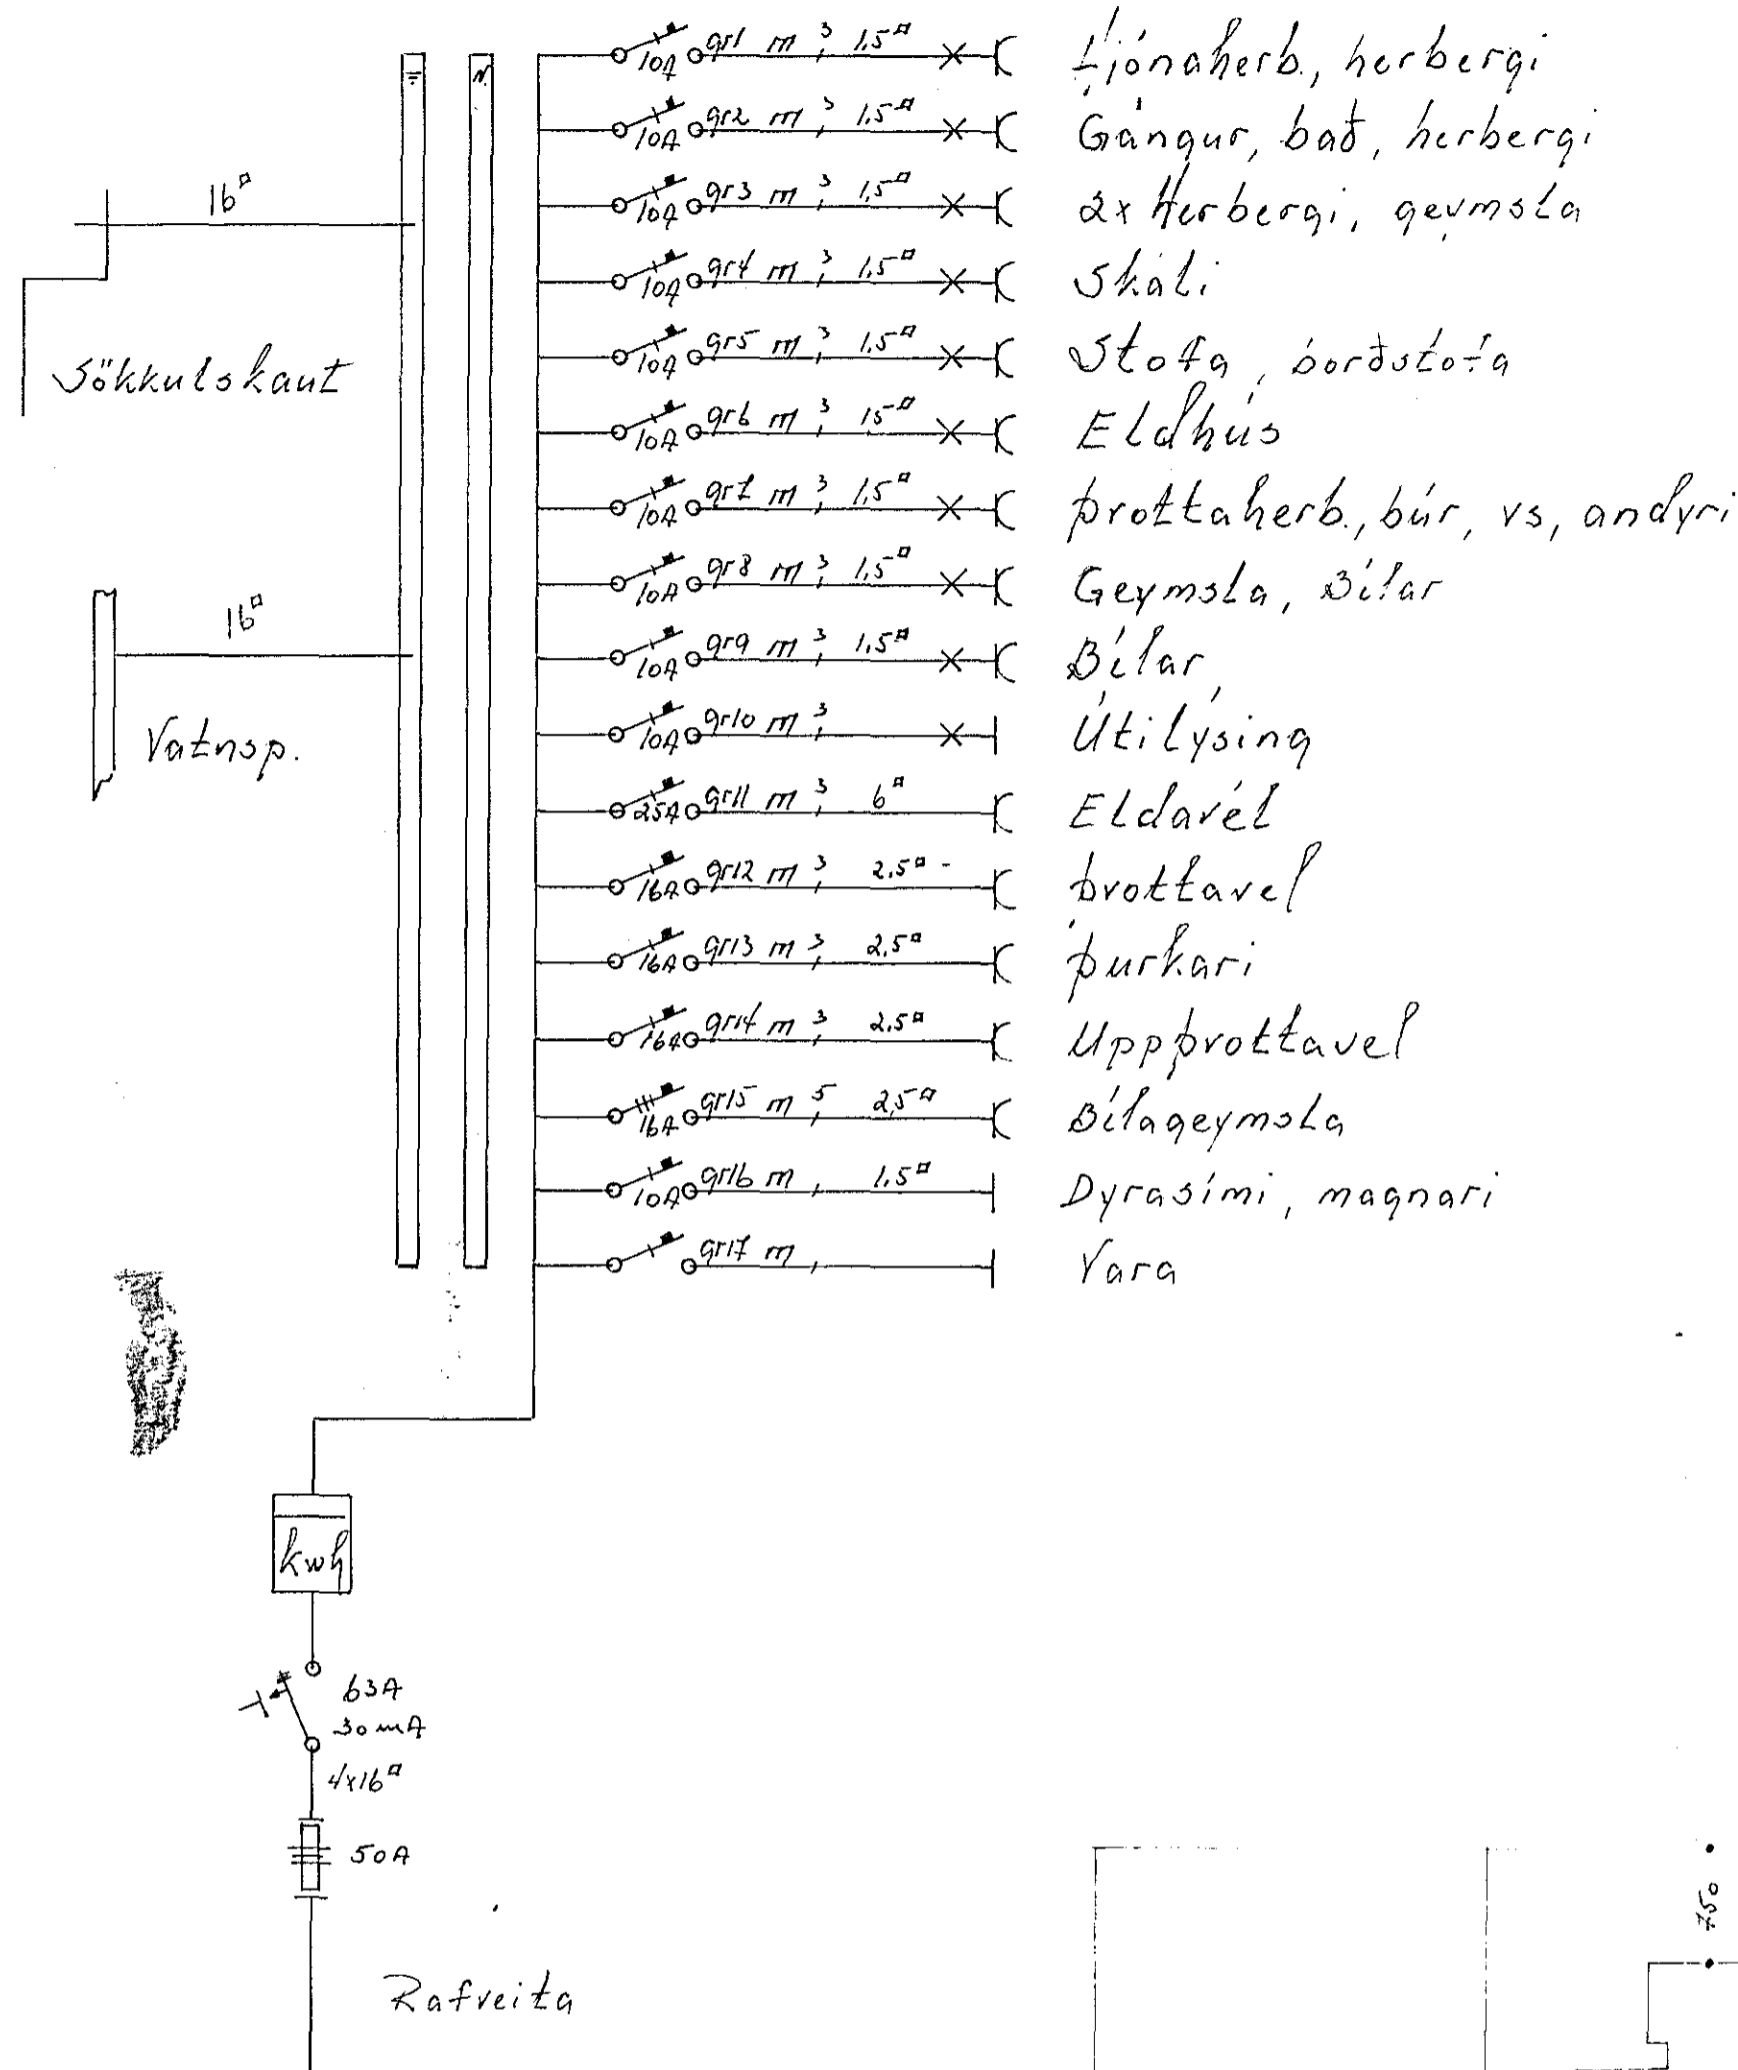 10A gr1 m 3 1,5▫ Hjónaherb., herbergi
10A gr2 m 3 1,5▫ Gangur, bað, herbergi
10A gr3 m 3 1,5▫ 2x Herbergi, geymsla
10A gr4 m 3 1,5▫ Skáli
10A gr5 m 3 1,5▫ Stofa, borðstofa
10A gr6 m 3 15▫ Eldhús
10A gr7 m 3 1,5▫ þvottaherb., búr, vs, andyri
10A gr8 m 3 1,5▫ Geymsla, Bílar
10A gr9 m 3 1,5▫ Bílar
10A gr10 m 3 Útilýsing
25A gr11 m 3 6▫ Eldavél
16A gr12 m 3 2,5▫ þvottavel
16A gr13 m 3 2,5▫ þurkari
16A gr14 m 3 2,5▫ Uppþvottavel
16A gr15 m 5 2,5▫ Bílageymsla
10A gr16 m 1,5▫ Dyrasími, magnari
gr17 m Vara
N
16▫
Sökkulskaut
16▫
Vatnsp.
kwh
63A
30mA
4x16▫
50A
Rafveita
750